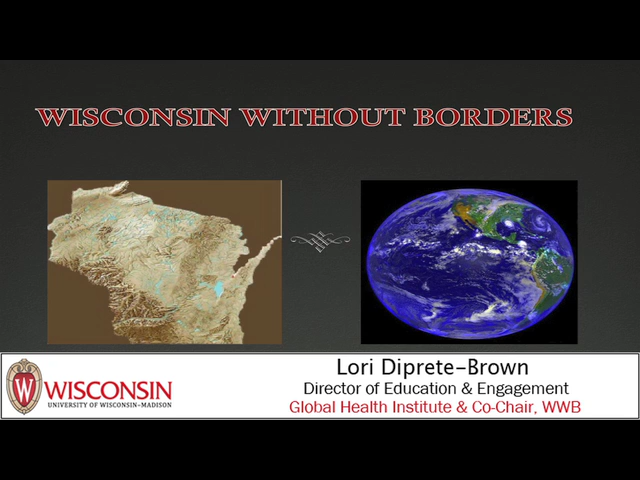 WISCONSIN WITHOUT BORDERS
Lori Diprete-Brown
Director of Education & Engagement
Global Health Institute & Co-Chair, WWB
WISCONSIN
UNIVERSITY OF WISCONSIN-MADISON